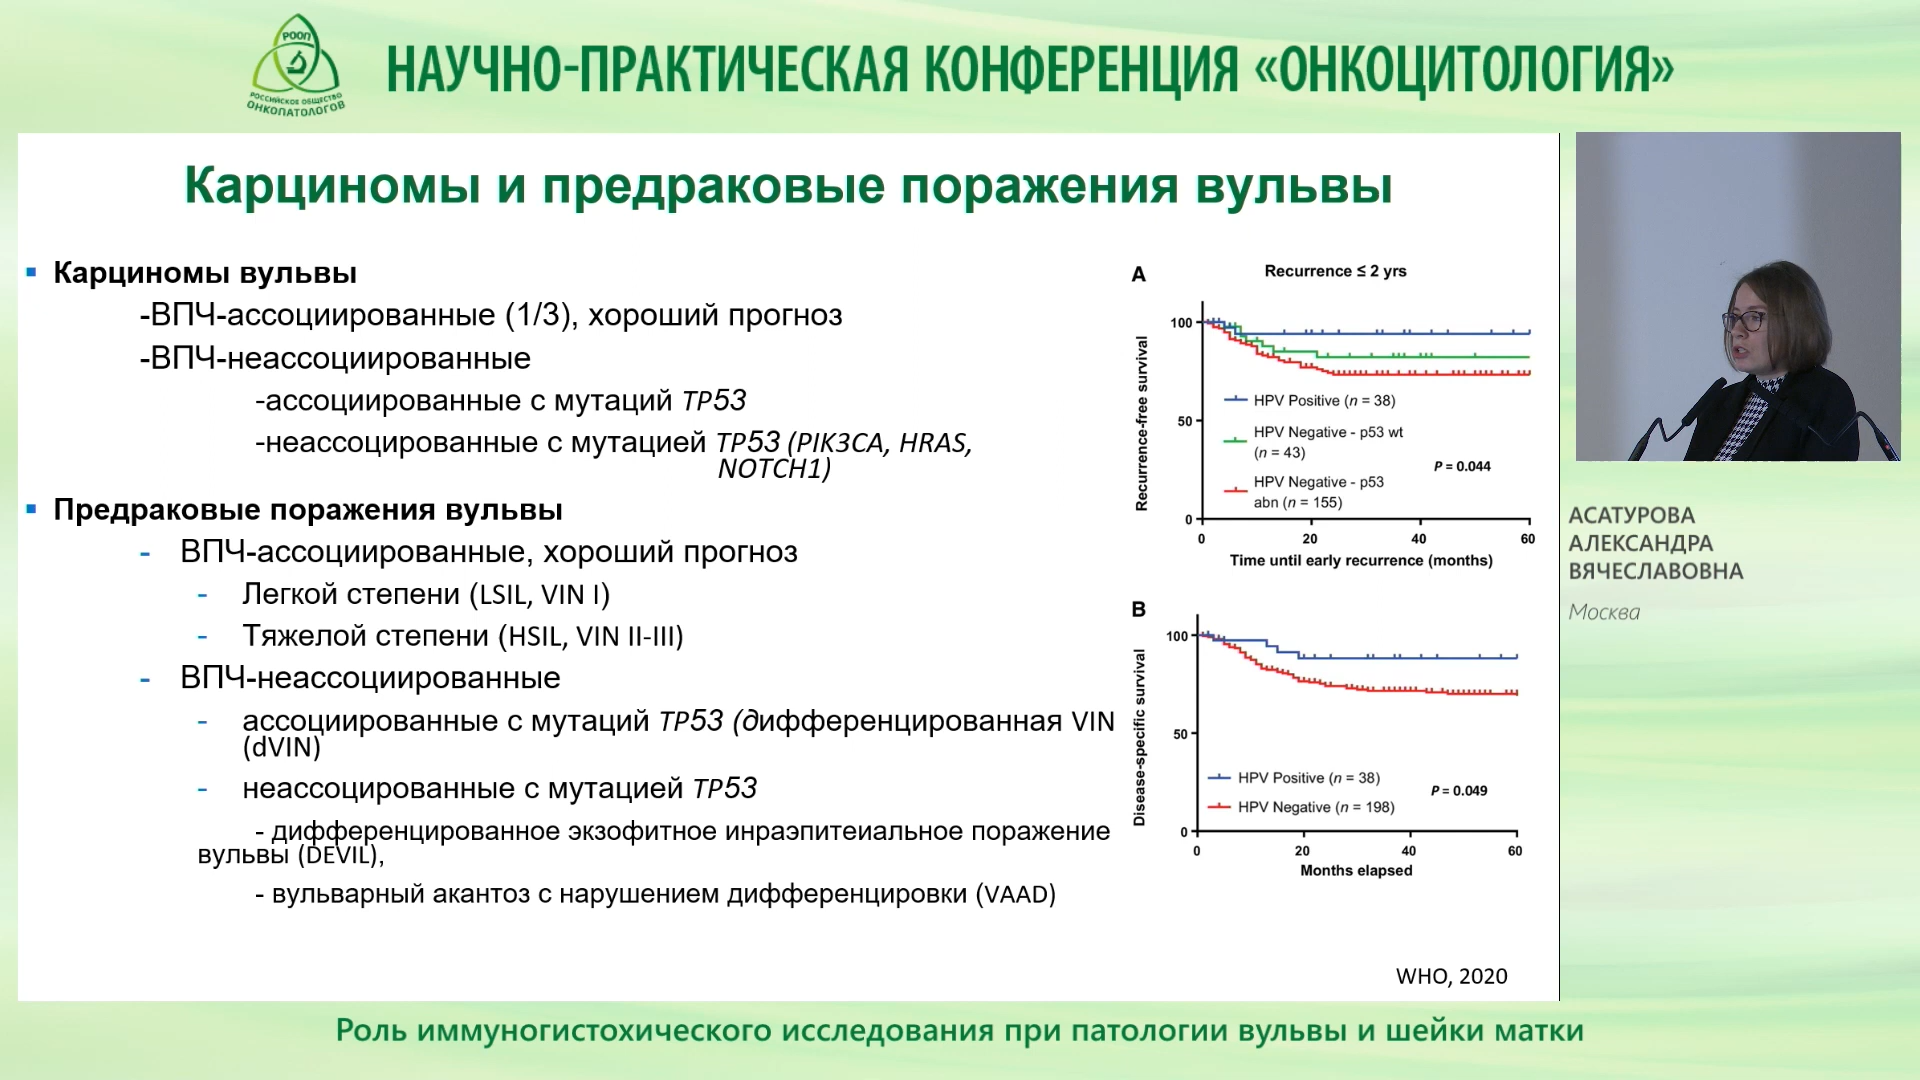 РООП
РОССИЙСКОЕ ОБЩЕСТВО
ОНКОПАТОЛОГОВ
НАУЧНО-ПРАКТИЧЕСКАЯ КОНФЕРЕНЦИЯ «ОНКОЦИТОЛОГИЯ»
Карциномы и предраковые поражения вульвы
Карциномы вульвы
-ВПЧ-ассоциированные (1/3), хороший прогноз
-ВПЧ-неассоциированные
-ассоциированные с мутаций TP53
-неассоцированные с мутацией TP53 (PIK3CA, HRAS,
NOTCH1)
Предраковые поражения вульвы
- ВПЧ-ассоциированные, хороший прогноз
- Легкой степени (LSIL, VIN I)
- Тяжелой степени (HSIL, VIN II-III)
- ВПЧ-неассоциированные
- ассоциированные с мутаций TP53 (дифференцированная VIN
(dVIN)
- неассоцированные с мутацией TP53
- дифференцированное экзофитное инраэпитеиальное поражение
вульвы (DEVIL),
- вульварный акантоз с нарушением дифференцировки (VAAD)
A
Recurrence ≤ 2 yrs
Recurrence-free survival
100
50
0
HPV Positive (n = 38)
HPV Negative - p53 wt
(n = 43)
HPV Negative - p53
abn (n = 155)
P = 0.044
0 20 40 60
Time until early recurrence (months)
B
Disease-specific survival
100
50
0
HPV Positive (n = 38)
HPV Negative (n = 198)
P = 0.049
0 20 40 60
Months elapsed
WHO, 2020
АСАТУРОВА
АЛЕКСАНДРА
ВЯЧЕСЛАВОВНА
Москва
Роль иммуногистохического исследования при патологии вульвы и шейки матки